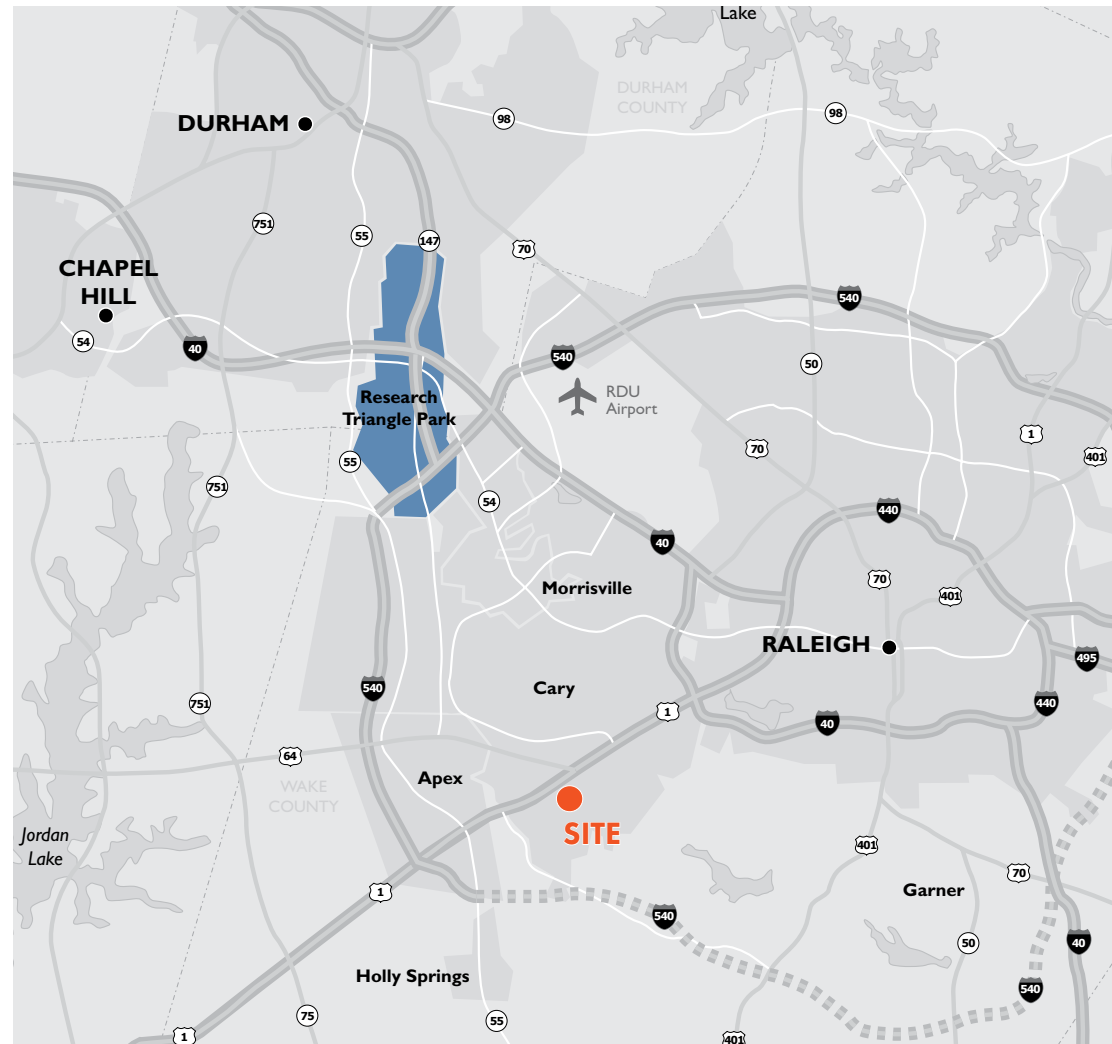 Lake
DURHAM
COUNTY
98
98
DURHAM
751
55
147
70
CHAPEL
HILL
54
40
540
540
50
RDU
Airport
Research
Triangle Park
1
401
70
55
751
54
440
40
Morrisville
70
401
RALEIGH
495
540
Cary
751
1
440
40
64
WAKE
COUNTY
Apex
SITE
Jordan
Lake
401
70
1
Garner
540
50
40
Holly Springs
540
75
55
1
401